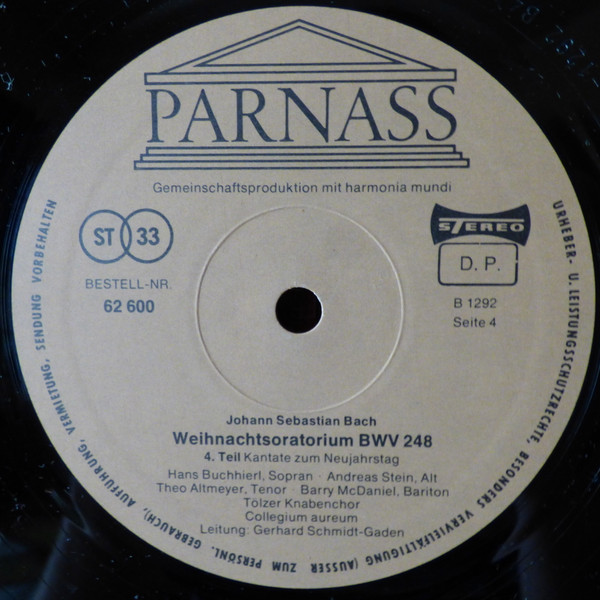 PARNASS
Gemeinschaftsproduktion mit harmonia mundi
ST 33
BESTELL-NR.
62 600
STEREO
D. P.
B 1292
Seite 4
Johann Sebastian Bach
Weihnachtsoratorium BWV 248
4. Teil Kantate zum Neujahrstag
Hans Buchhierl, Sopran · Andreas Stein, Alt
Theo Altmeyer, Tenor · Barry McDaniel, Bariton
Tölzer Knabenchor
Collegium aureum
Leitung: Gerhard Schmidt-Gaden
URHEBER- U. LEISTUNGSSCHUTZRECHTE, BESONDERS VERVIELFÄLTIGUNG (AUSSER ZUM PERSÖNL. GEBRAUCH), AUFFÜHRUNG, VERMIETUNG, SENDUNG VORBEHALTEN